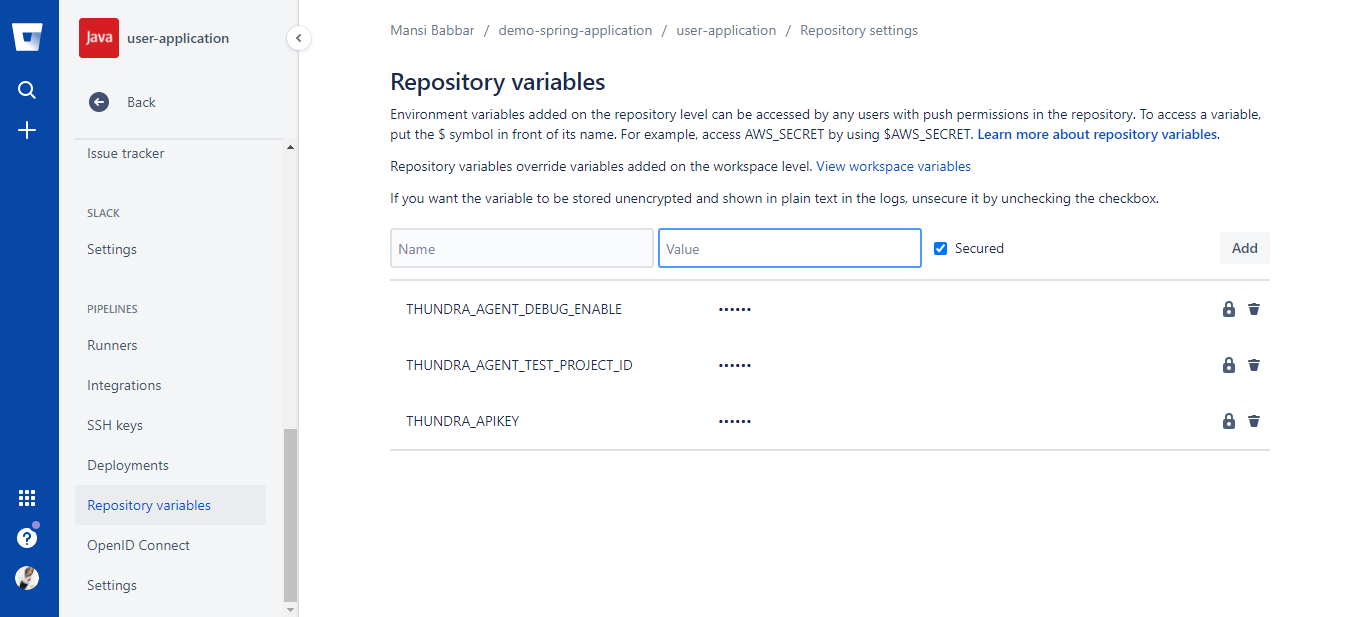 Java
user-application
Back
Issue tracker
SLACK
Settings
PIPELINES
Runners
Integrations
SSH keys
Deployments
Repository variables
OpenID Connect
Settings
?
Mansi Babbar / demo-spring-application / user-application / Repository settings
Repository variables
Environment variables added on the repository level can be accessed by any users with push permissions in the repository. To access a variable,
put the $ symbol in front of its name. For example, access AWS_SECRET by using $AWS_SECRET. Learn more about repository variables.
Repository variables override variables added on the workspace level. View workspace variables
If you want the variable to be stored unencrypted and shown in plain text in the logs, unsecure it by unchecking the checkbox.
Name Value Secured Add
THUNDRA_AGENT_DEBUG_ENABLE ••••••
THUNDRA_AGENT_TEST_PROJECT_ID ••••••
THUNDRA_APIKEY ••••••